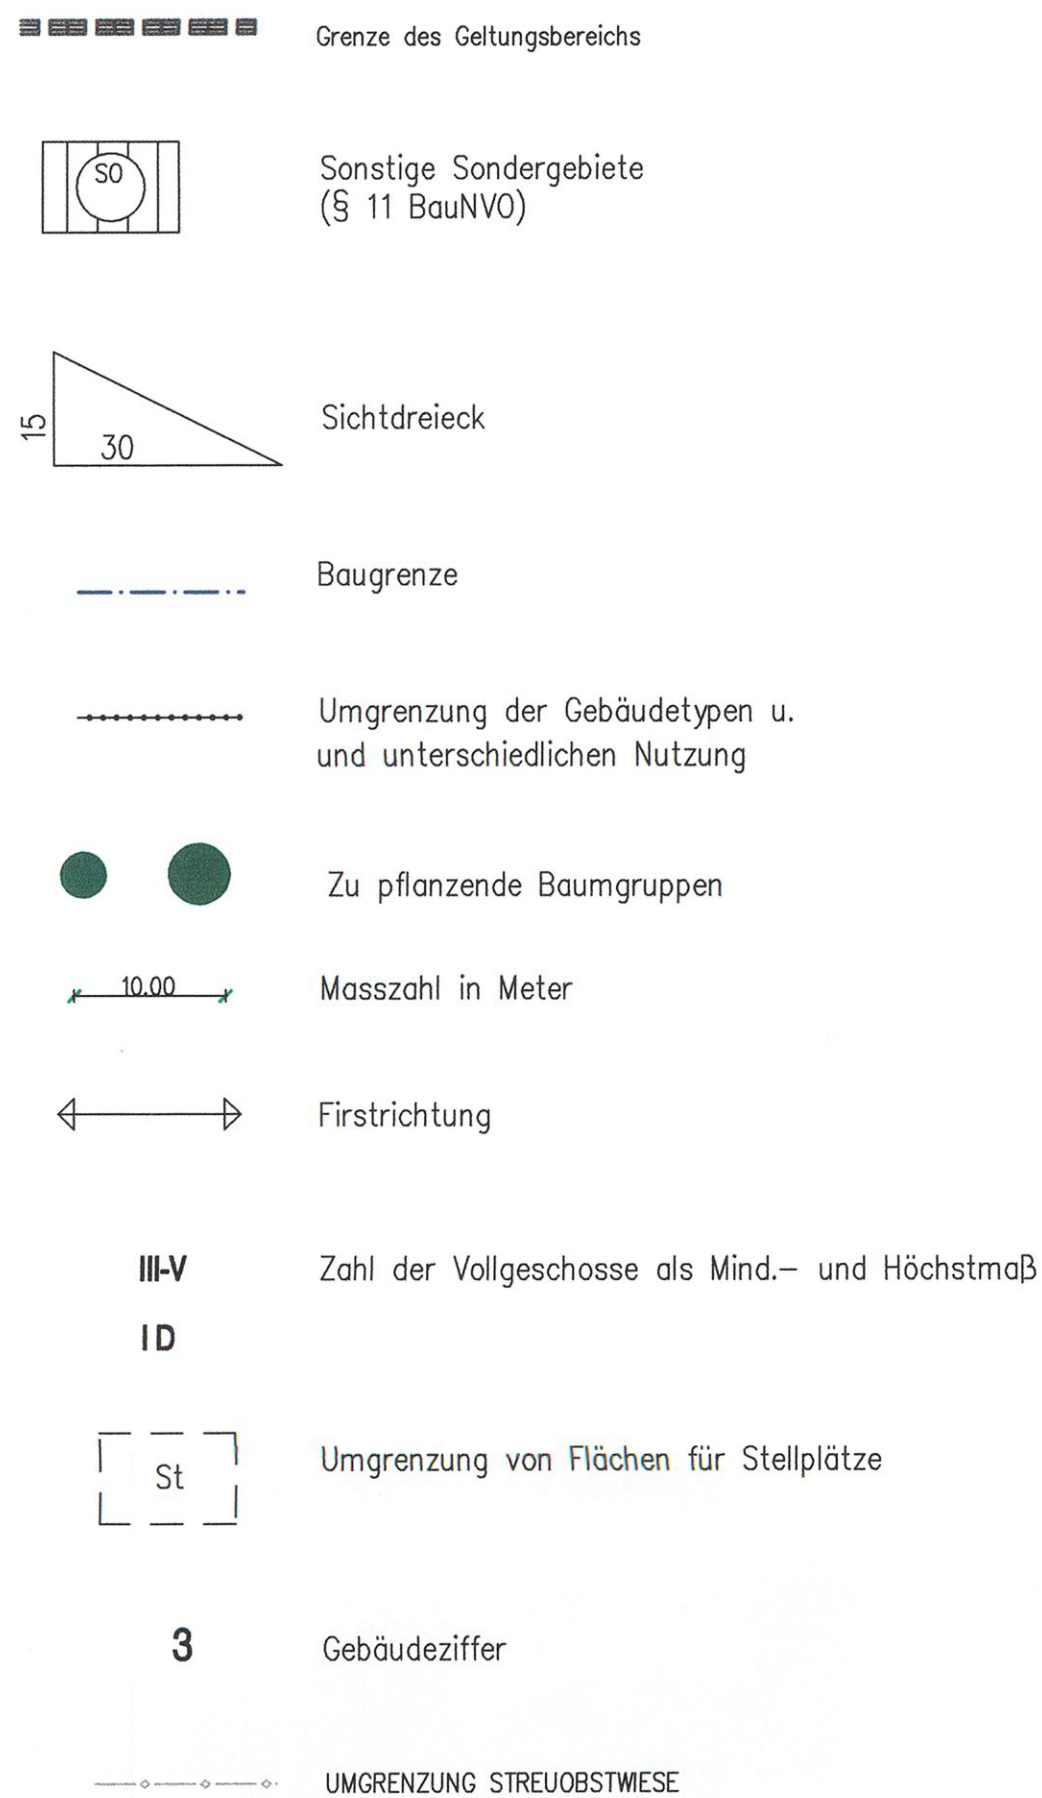 Grenze des Geltungsbereichs
SO
Sonstige Sondergebiete
(§ 11 BauNVO)
15
30
Sichtdreieck
Baugrenze
Umgrenzung der Gebäudetypen u.
und unterschiedlichen Nutzung
Zu pflanzende Baumgruppen
10.00
Masszahl in Meter
Firstrichtung
III-V
Zahl der Vollgeschosse als Mind.– und Höchstmaß
I D
St
Umgrenzung von Flächen für Stellplätze
3
Gebäudeziffer
UMGRENZUNG STREUOBSTWIESE